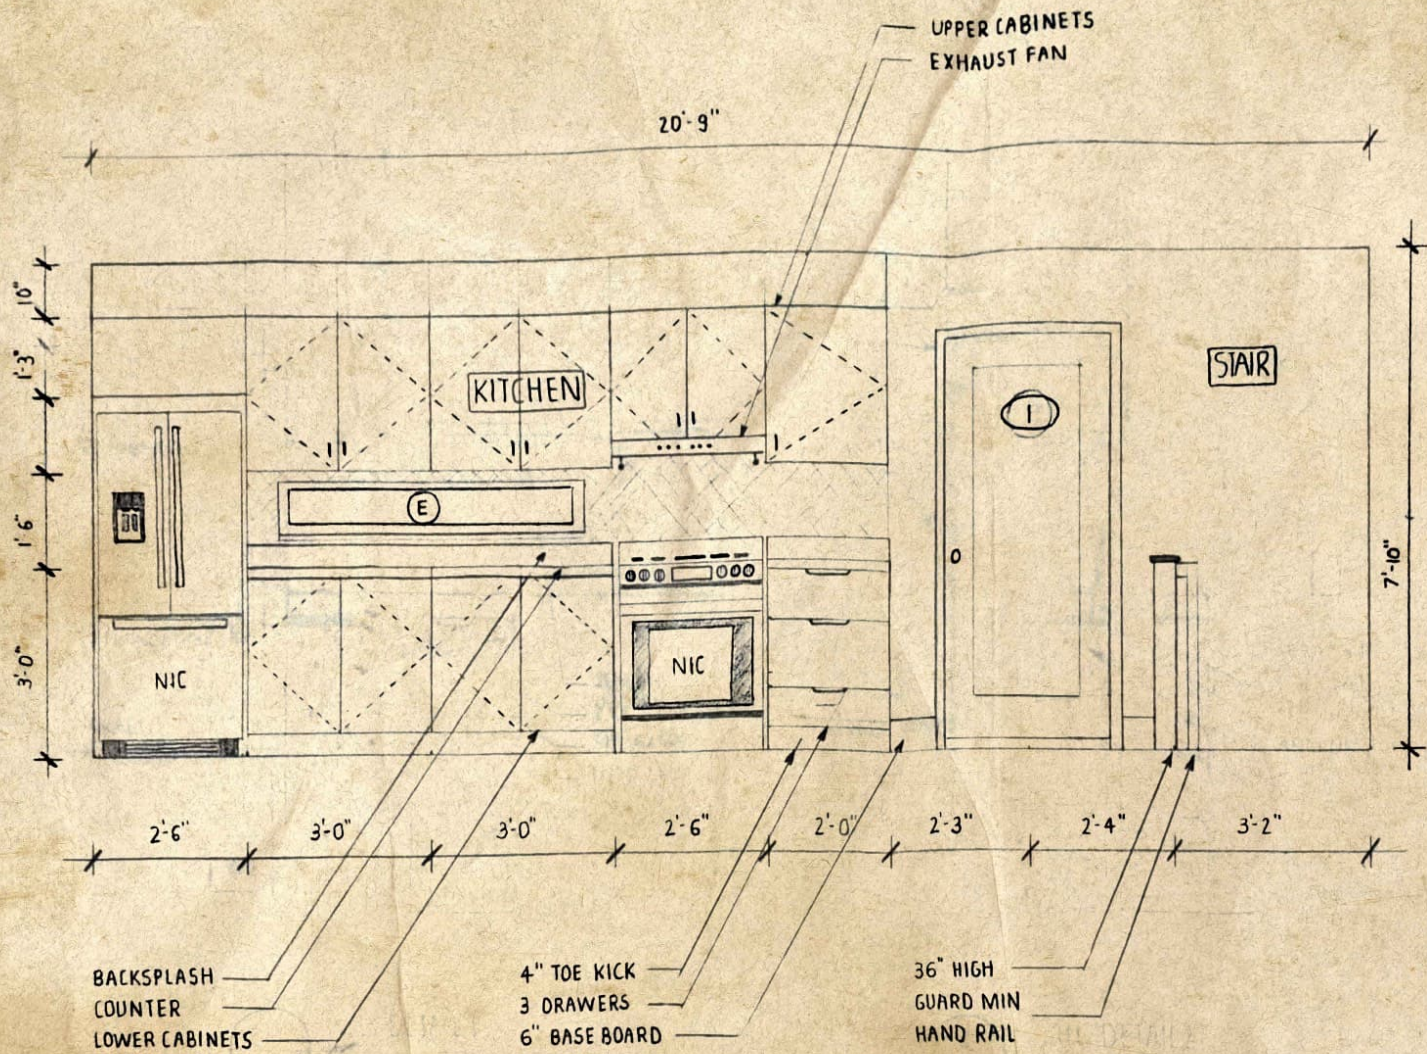 UPPER CABINETS
EXHAUST FAN
20'-9"
10"
1'-3"
1'6"
3'-0"
KITCHEN
STAIR
1
E
7'-10"
NIC
NIC
2'-6"
3'-0"
3'-0"
2'-6"
2'-0"
2'-3"
2'-4"
3'-2"
BACKSPLASH
COUNTER
LOWER CABINETS
4" TOE KICK
3 DRAWERS
6" BASE BOARD
36" HIGH
GUARD MIN
HAND RAIL